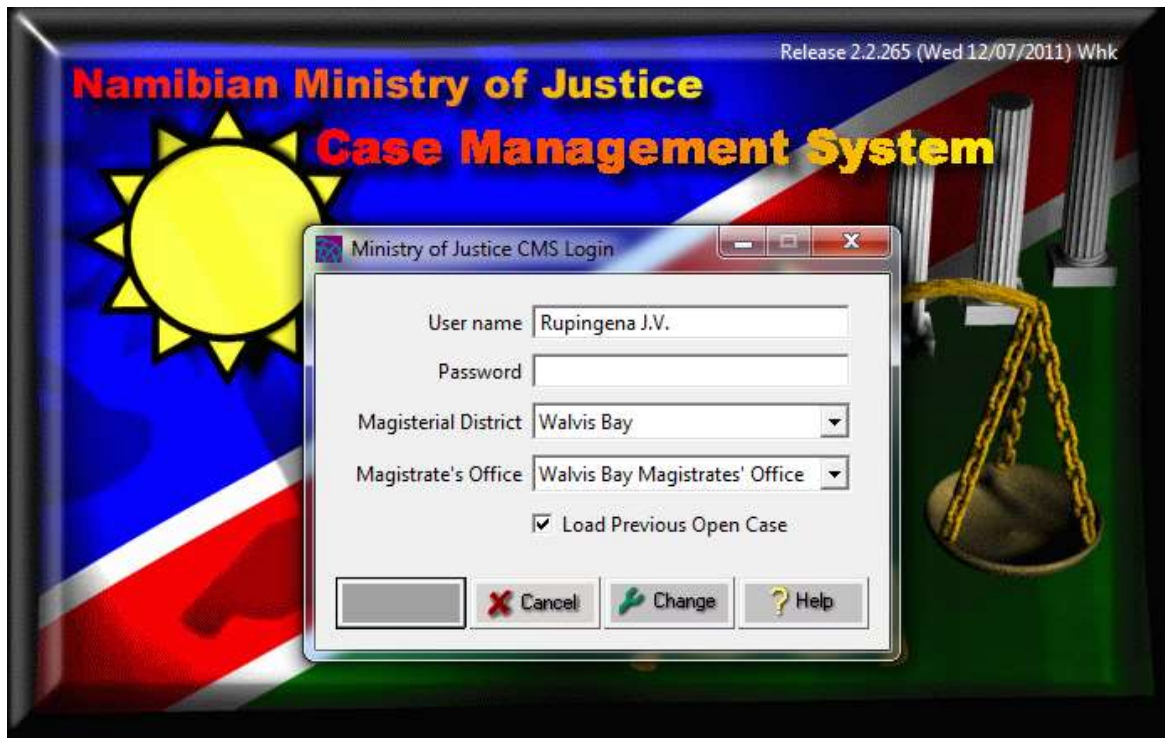 Release 2.2.265 (Wed 12/07/2011) Whk
Namibian Ministry of Justice
Case Management System
Ministry of Justice CMS Login
User name Rupingena J.V.
Password
Magisterial District Walvis Bay
Magistrate's Office Walvis Bay Magistrates' Office
Load Previous Open Case
Cancel Change Help